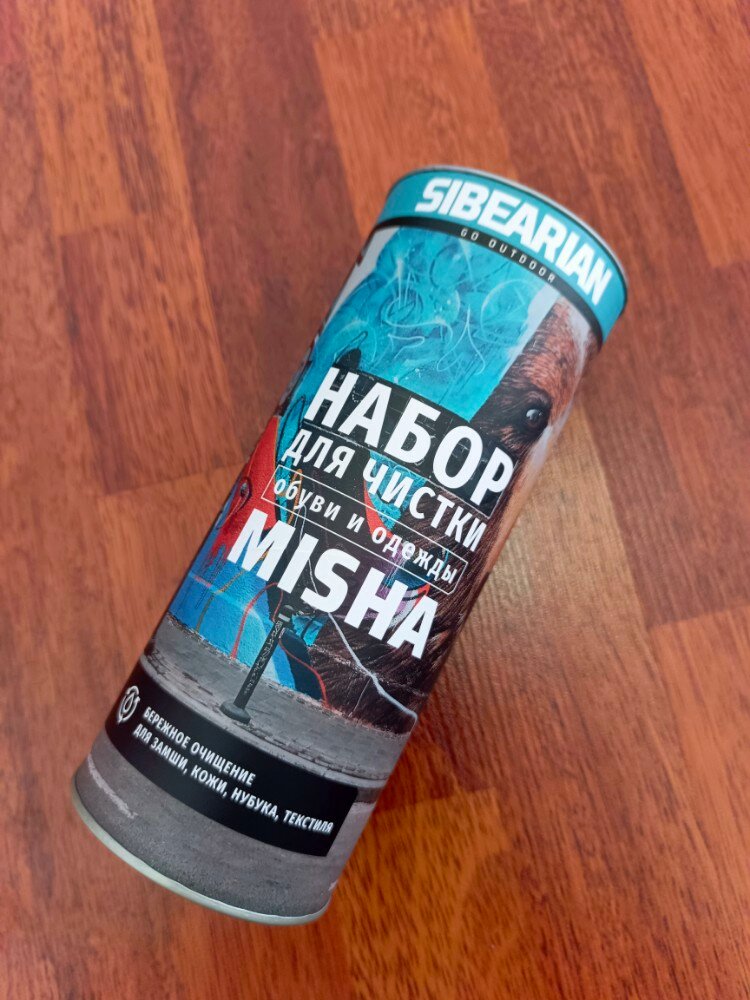 SIBEARIAN
GO OUTDOOR
НАБОР
ДЛЯ ЧИСТКИ
обуви и одежды
MISHA
БЕРЕЖНОЕ ОЧИЩЕНИЕ
ДЛЯ ЗАМШИ, КОЖИ, НУБУКА, ТЕКСТИЛЯ